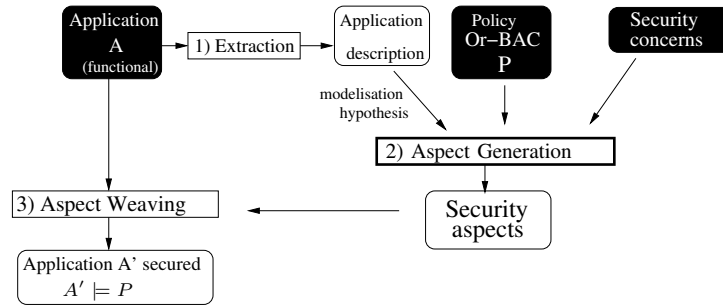 Application
A
(functional)
1) Extraction
Application
description
Policy
Or−BAC
P
Security
concerns
modelisation
hypothesis
2) Aspect Generation
3) Aspect Weaving
Security
aspects
Application A' secured
A′ |= P